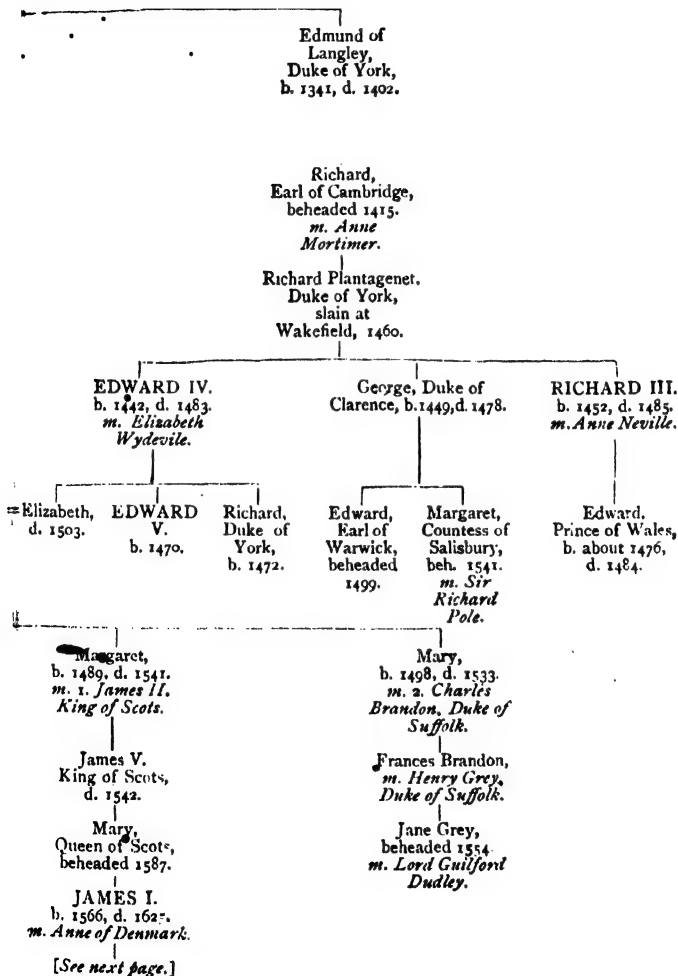 Edmund of
Langley,
Duke of York,
b. 1341, d. 1402.
Richard,
Earl of Cambridge,
beheaded 1415.
m. Anne
Mortimer.
Richard Plantagenet.
Duke of York,
slain at
Wakefield, 1460.
EDWARD IV.
b. 1442, d. 1483.
m. Elizabeth
Wydevile.
George, Duke of
Clarence, b. 1449, d. 1478.
RICHARD III.
b. 1452, d. 1485.
m. Anne Neville.
=Elizabeth,
d. 1503.
EDWARD
V.
b. 1470.
Richard,
Duke of
York,
b. 1472.
Edward,
Earl of
Warwick,
beheaded
1499.
Margaret,
Countess of
Salisbury,
beh. 1541.
m. Sir
Richard
Pole.
Edward.
Prince of Wales,
b. about 1476,
d. 1484.
Margaret,
b. 1489, d. 1541.
m. 1. James II.
King of Scots.
Mary,
b. 1498, d. 1533.
m. 2. Charles
Brandon, Duke of
Suffolk.
James V.
King of Scots,
d. 1542.
Frances Brandon,
m. Henry Grey,
Duke of Suffolk.
Mary,
Queen of Scots,
beheaded 1587.
Jane Grey,
beheaded 1554.
m. Lord Guilford
Dudley.
JAMES I.
b. 1566, d.
m. Anne of Denmark.
[See next page.]